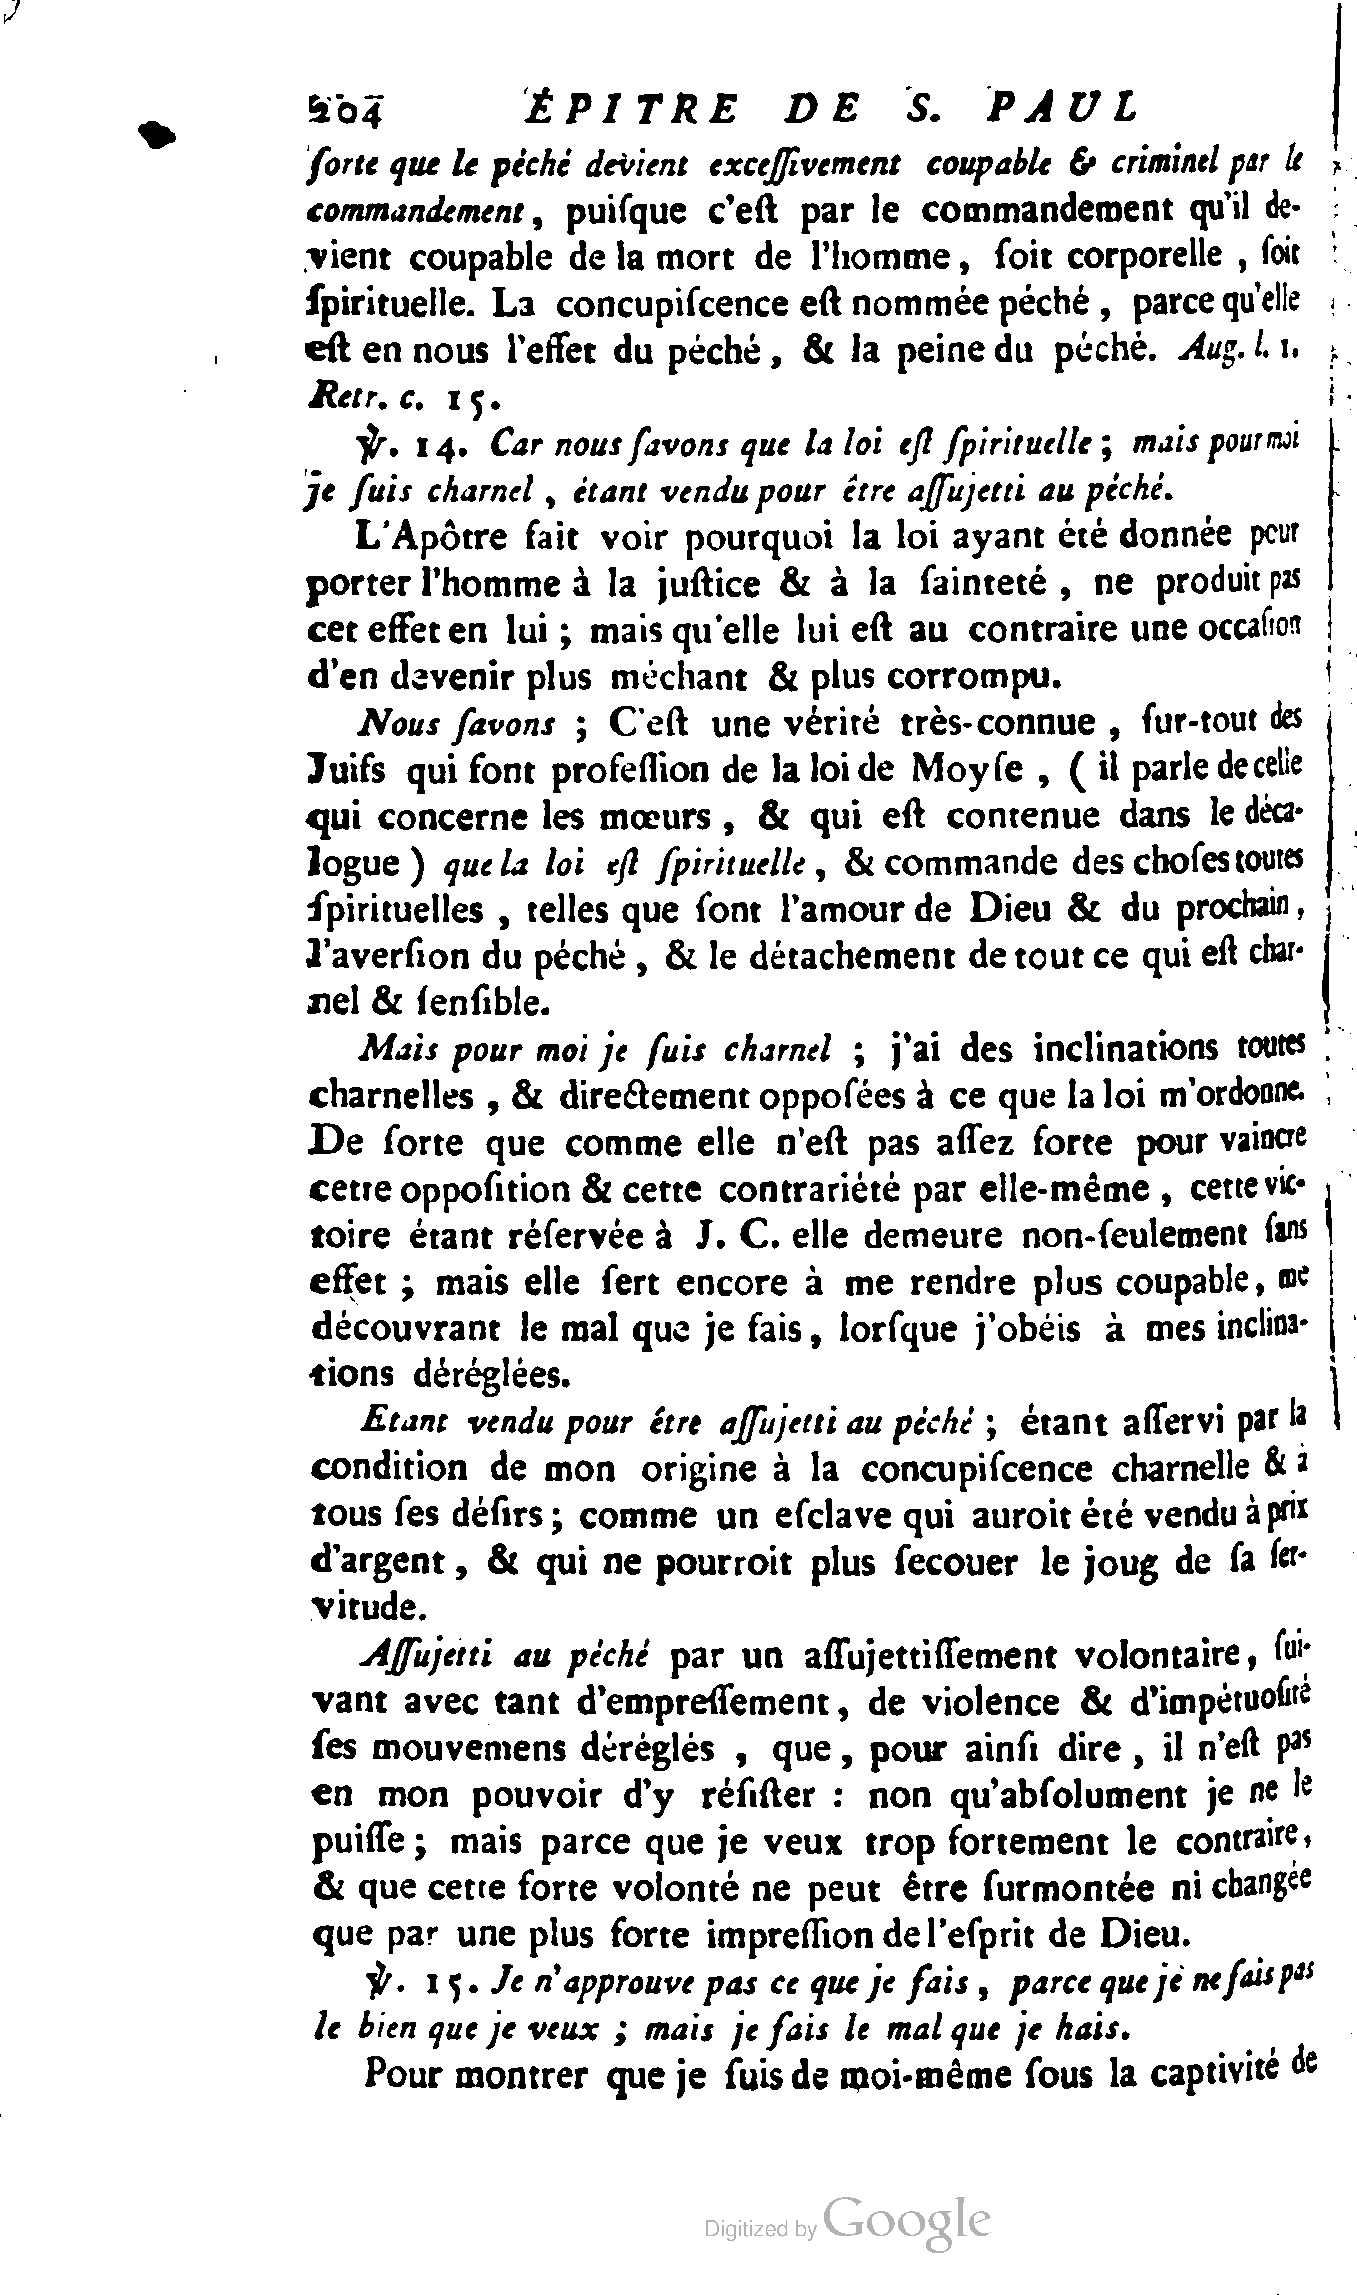 204 ÉPITRE DE S. PAUL
ſorte que le péché devient exceſſivement coupable & criminel par le
commandement, puiſque c'eſt par le commandement qu'il de-
vient coupable de la mort de l'homme, ſoit corporelle, ſoit
ſpirituelle. La concupiſcence eſt nommée péché, parce qu'elle
eſt en nous l'effet du péché, & la peine du péché. Aug. l. 1.
Retr. c. 15.
℣. 14. Car nous ſavons que la loi eſt ſpirituelle; mais pour moi
je ſuis charnel, étant vendu pour être aſſujetti au péché.
L'Apôtre fait voir pourquoi la loi ayant été donnée pour
porter l'homme à la juſtice & à la ſainteté, ne produit pas
cet effet en lui; mais qu'elle lui eſt au contraire une occaſion
d'en devenir plus méchant & plus corrompu.
Nous ſavons; C'eſt une vérité très-connue, ſur-tout des
Juifs qui font profeſſion de la loi de Moyſe, (il parle de celle
qui concerne les mœurs, & qui eſt contenue dans le déca-
logue) que la loi eſt ſpirituelle, & commande des choſes toutes
ſpirituelles, telles que ſont l'amour de Dieu & du prochain,
l'averſion du péché, & le détachement de tout ce qui eſt char-
nel & ſenſible.
Mais pour moi je ſuis charnel; j'ai des inclinations toutes
charnelles, & directement oppoſées à ce que la loi m'ordonne.
De ſorte que comme elle n'eſt pas aſſez forte pour vaincre
cette oppoſition & cette contrariété par elle-même, cette vic-
toire étant réſervée à J. C. elle demeure non-ſeulement ſans
effet; mais elle ſert encore à me rendre plus coupable, me
découvrant le mal que je fais, lorſque j'obéis à mes inclina-
tions déréglées.
Etant vendu pour être aſſujetti au péché; étant aſſervi par la
condition de mon origine à la concupiſcence charnelle & à
tous ſes déſirs; comme un eſclave qui auroit été vendu à prix
d'argent, & qui ne pourroit plus ſecouer le joug de ſa ſer-
vitude.
Aſſujetti au péché par un aſſujettiſſement volontaire, ſui-
vant avec tant d'empreſſement, de violence & d'impétuoſité
ſes mouvemens déréglés, que, pour ainſi dire, il n'eſt pas
en mon pouvoir d'y réſiſter : non qu'abſolument je ne le
puiſſe; mais parce que je veux trop fortement le contraire,
& que cette forte volonté ne peut être ſurmontée ni changée
que par une plus forte impreſſion de l'eſprit de Dieu.
℣. 15. Je n'approuve pas ce que je fais, parce que je ne fais pas
le bien que je veux; mais je fais le mal que je hais.
Pour montrer que je ſuis de moi-même ſous la captivité de
Digitized by Google